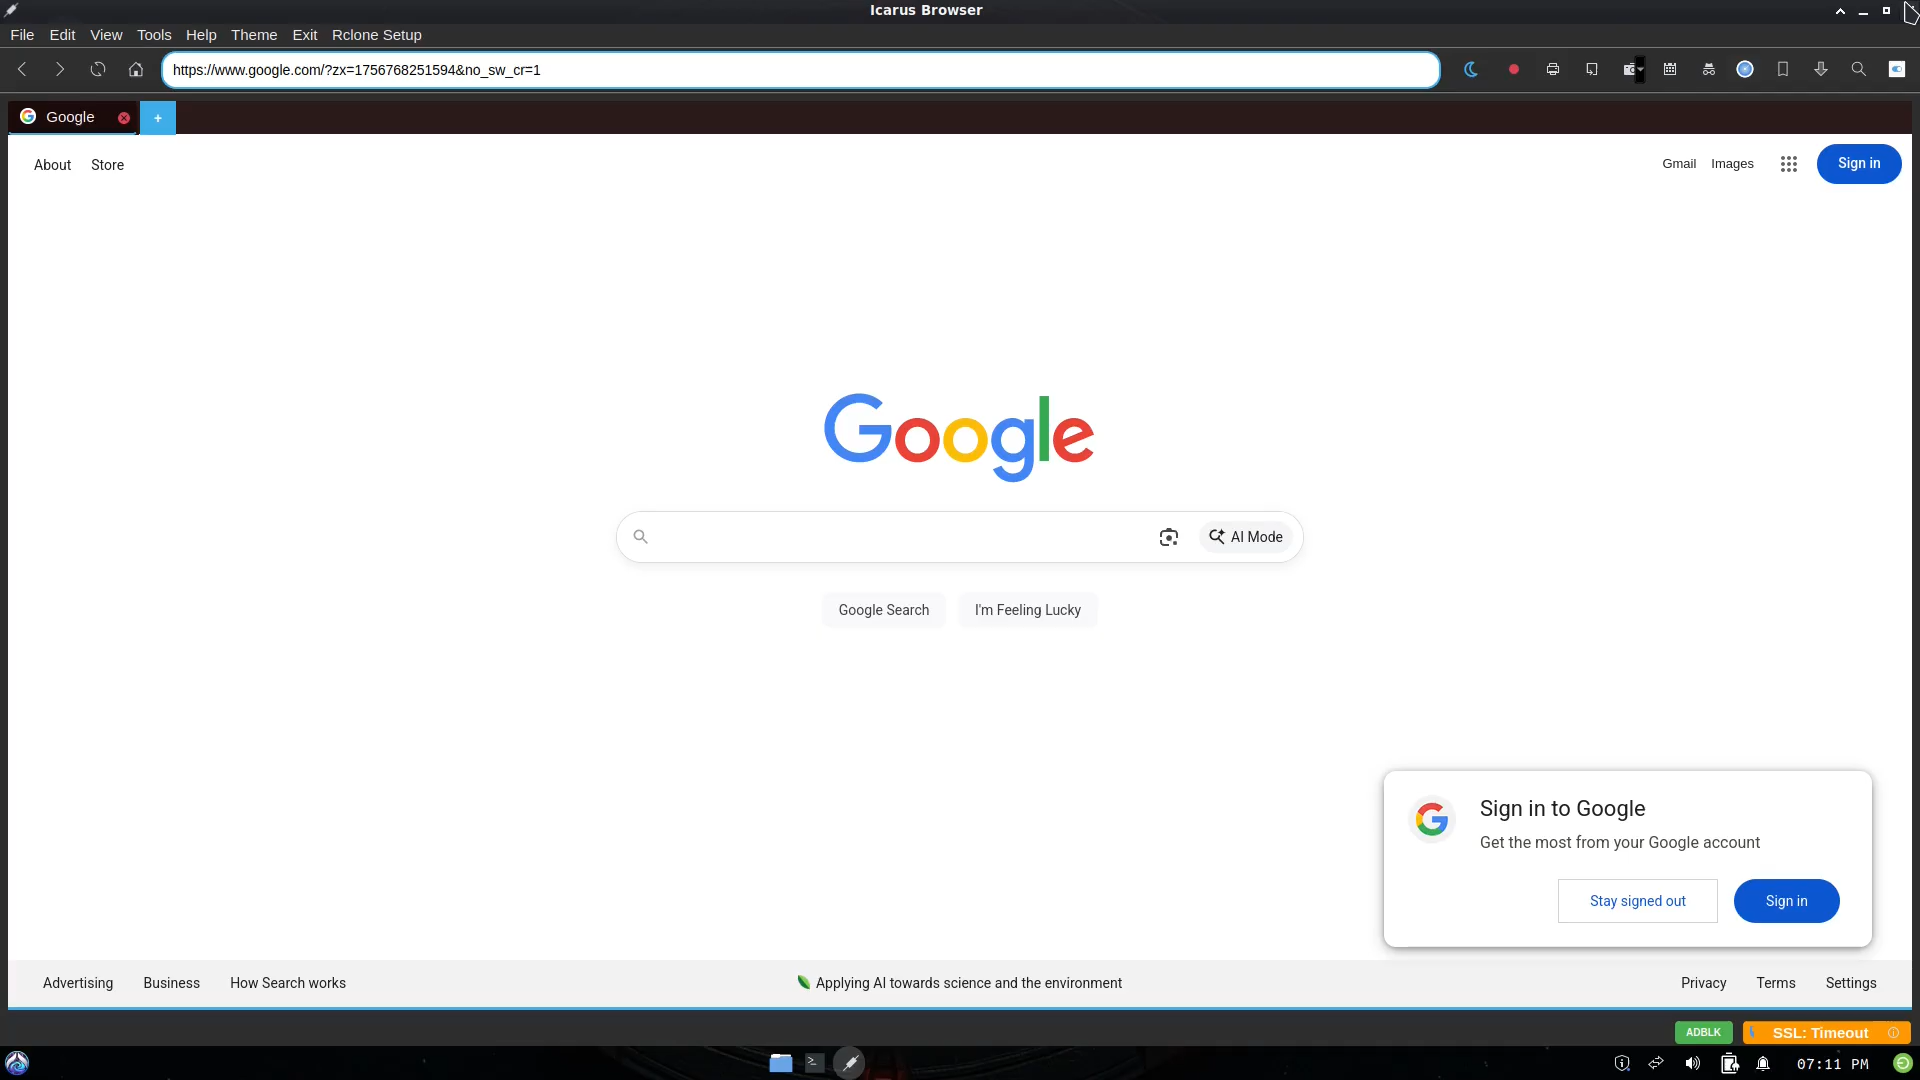 Icarus Browser
File Edit View Tools Help Theme Exit Rclone Setup
https://www.google.com/?zx=1756768251594&no_sw_cr=1
Google +
About Store
Gmail Images Sign in
Google
AI Mode
Google Search I'm Feeling Lucky
Sign in to Google
Get the most from your Google account
Stay signed out Sign in
Advertising Business How Search works
Applying AI towards science and the environment
Privacy Terms Settings
ADBLK SSL: Timeout
07:11 PM